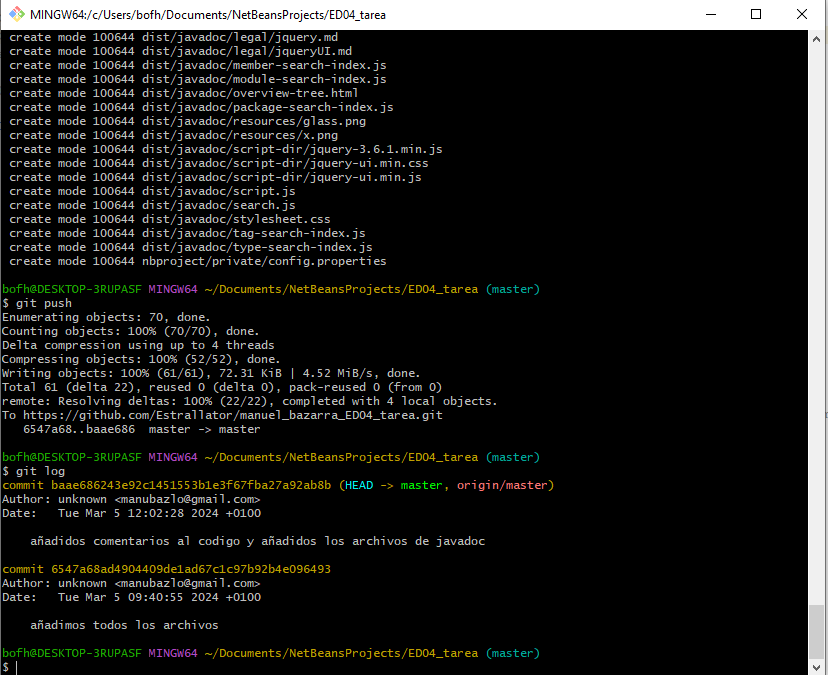 MINGW64:/c/Users/bofh/Documents/NetBeansProjects/ED04_tarea
create mode 100644 dist/javadoc/legal/jquery.md
create mode 100644 dist/javadoc/legal/jqueryUI.md
create mode 100644 dist/javadoc/member-search-index.js
create mode 100644 dist/javadoc/module-search-index.js
create mode 100644 dist/javadoc/overview-tree.html
create mode 100644 dist/javadoc/package-search-index.js
create mode 100644 dist/javadoc/resources/glass.png
create mode 100644 dist/javadoc/resources/x.png
create mode 100644 dist/javadoc/script-dir/jquery-3.6.1.min.js
create mode 100644 dist/javadoc/script-dir/jquery-ui.min.css
create mode 100644 dist/javadoc/script-dir/jquery-ui.min.js
create mode 100644 dist/javadoc/script.js
create mode 100644 dist/javadoc/search.js
create mode 100644 dist/javadoc/stylesheet.css
create mode 100644 dist/javadoc/tag-search-index.js
create mode 100644 dist/javadoc/type-search-index.js
create mode 100644 nbproject/private/config.properties
bofh@DESKTOP-3RUPASF MINGW64 ~/Documents/NetBeansProjects/ED04_tarea (master)
$ git push
Enumerating objects: 70, done.
Counting objects: 100% (70/70), done.
Delta compression using up to 4 threads
Compressing objects: 100% (52/52), done.
Writing objects: 100% (61/61), 72.31 KiB | 4.52 MiB/s, done.
Total 61 (delta 22), reused 0 (delta 0), pack-reused 0 (from 0)
remote: Resolving deltas: 100% (22/22), completed with 4 local objects.
To https://github.com/Estrallator/manuel_bazarra_ED04_tarea.git
6547a68..baae686  master -> master
bofh@DESKTOP-3RUPASF MINGW64 ~/Documents/NetBeansProjects/ED04_tarea (master)
$ git log
commit baae686243e92c1451553b1e3f67fba27a92ab8b (HEAD -> master, origin/master)
Author: unknown <manubazlo@gmail.com>
Date:   Tue Mar 5 12:02:28 2024 +0100
añadidos comentarios al codigo y añadidos los archivos de javadoc
commit 6547a68ad4904409de1ad67c1c97b92b4e096493
Author: unknown <manubazlo@gmail.com>
Date:   Tue Mar 5 09:40:55 2024 +0100
añadimos todos los archivos
bofh@DESKTOP-3RUPASF MINGW64 ~/Documents/NetBeansProjects/ED04_tarea (master)
$